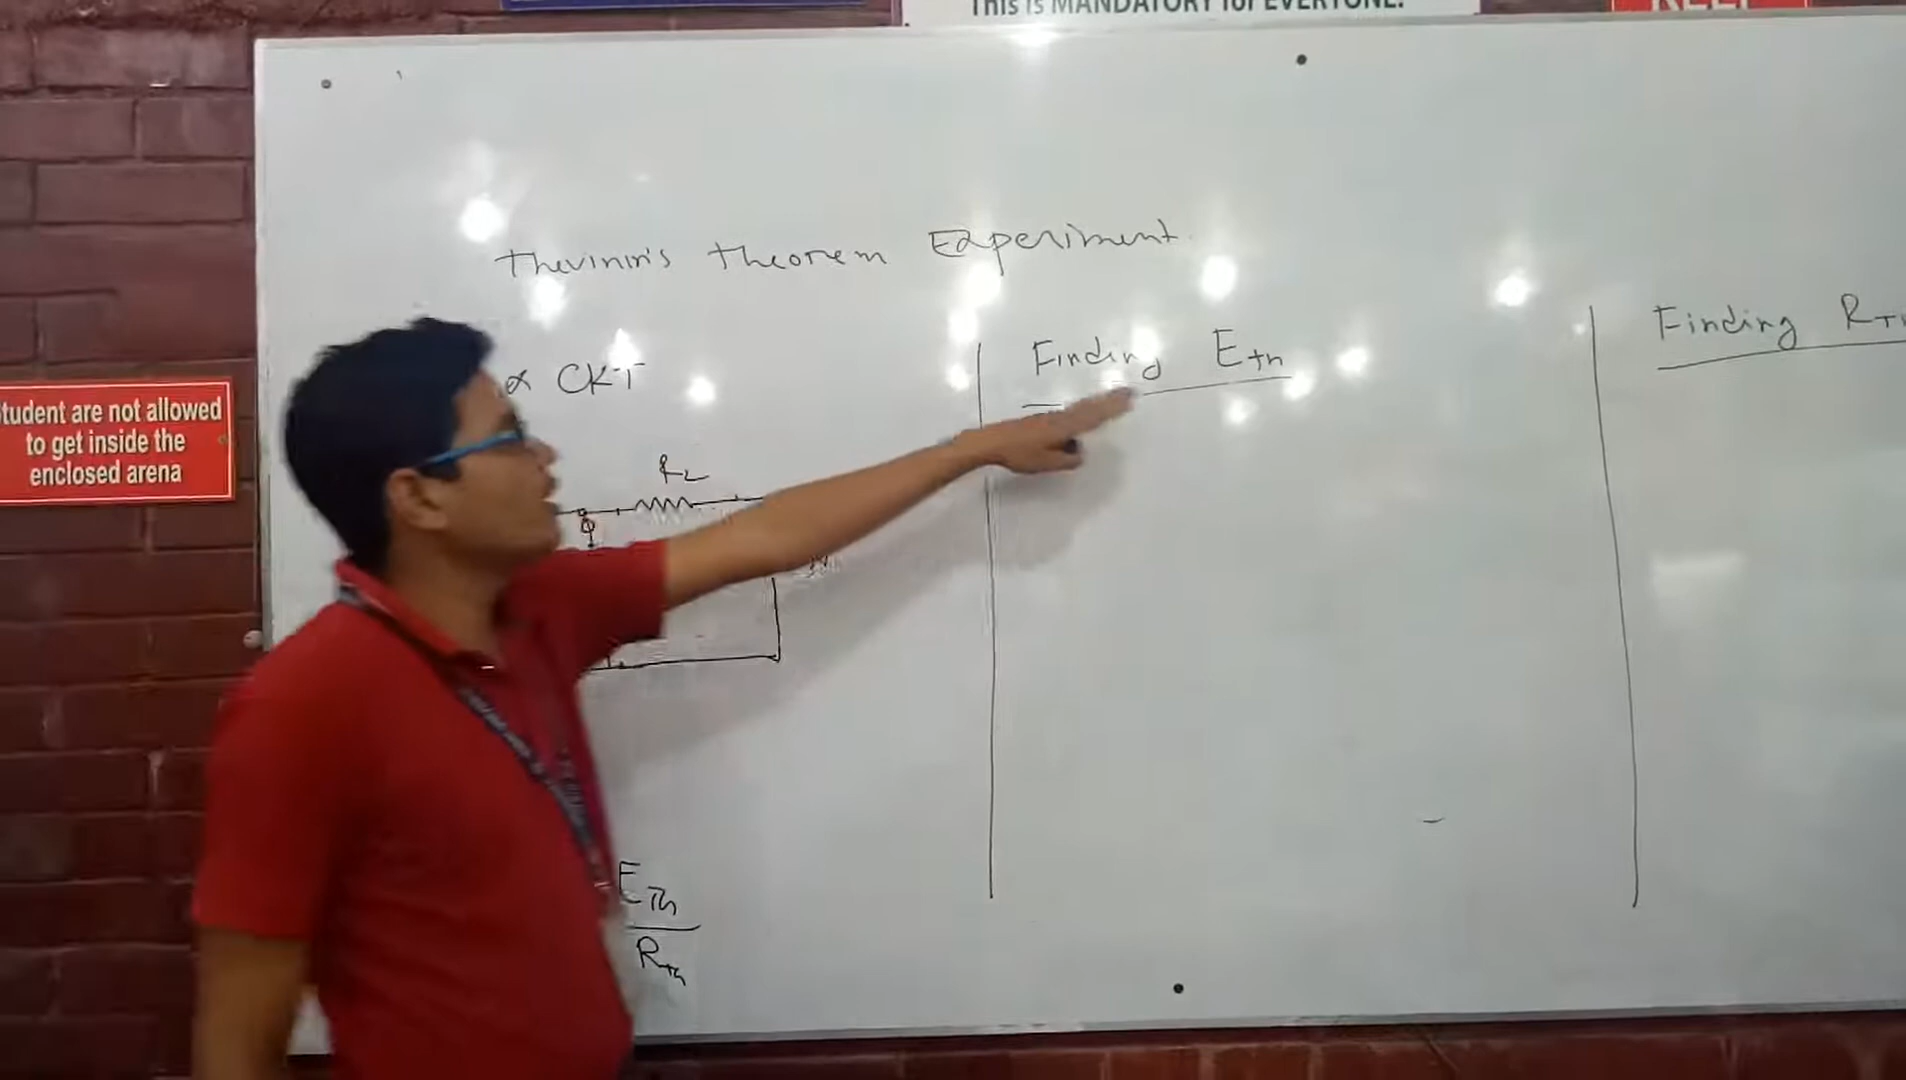 This is MANDATORY for EVERYONE.
Student are not allowed
to get inside the
enclosed arena
Thevinin's Theorem Experiment
CKT
RL
Finding Eth
Finding RTh
ETh
Rth